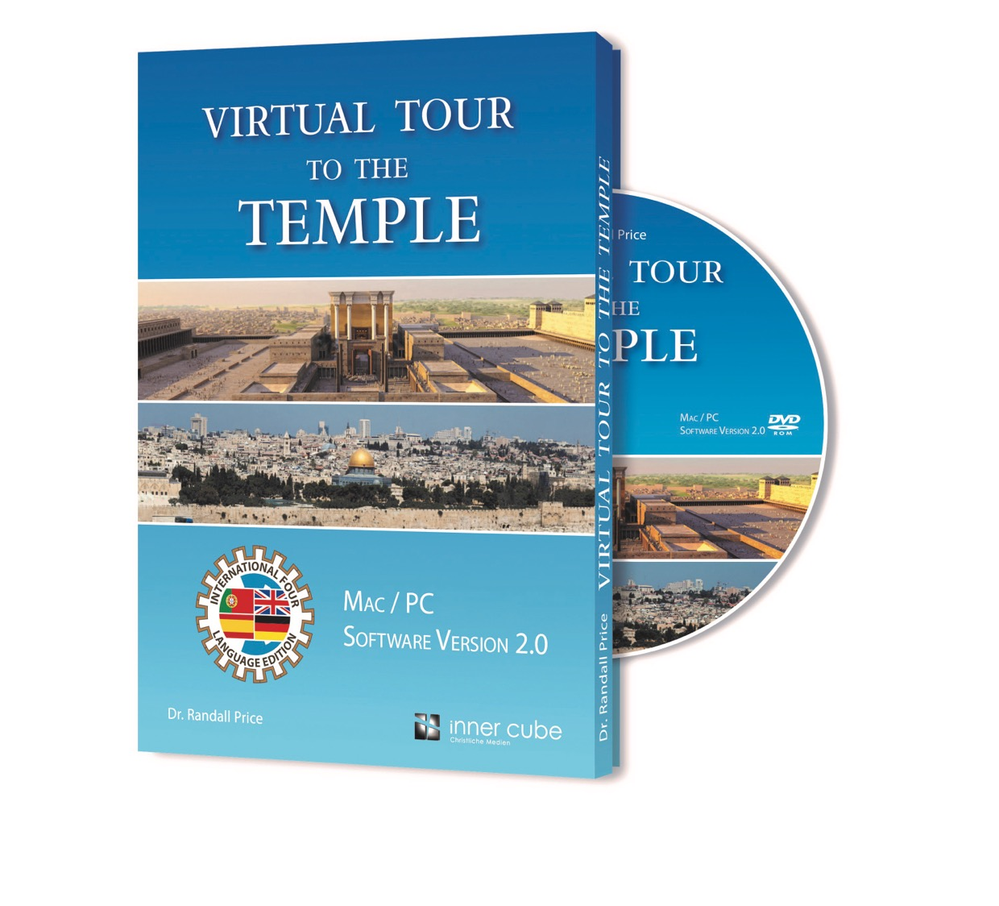 VIRTUAL TOUR
TO THE
TEMPLE
INTERNATIONAL FOUR
LANGUAGE EDITION
MAC / PC
SOFTWARE VERSION 2.0
Dr. Randall Price
inner cube
Christliche Medien
Dr. Randall Price VIRTUAL TOUR TO THE TEMPLE
Price
TOUR
HE
PLE
MAC / PC
SOFTWARE VERSION 2.0
DVD
ROM